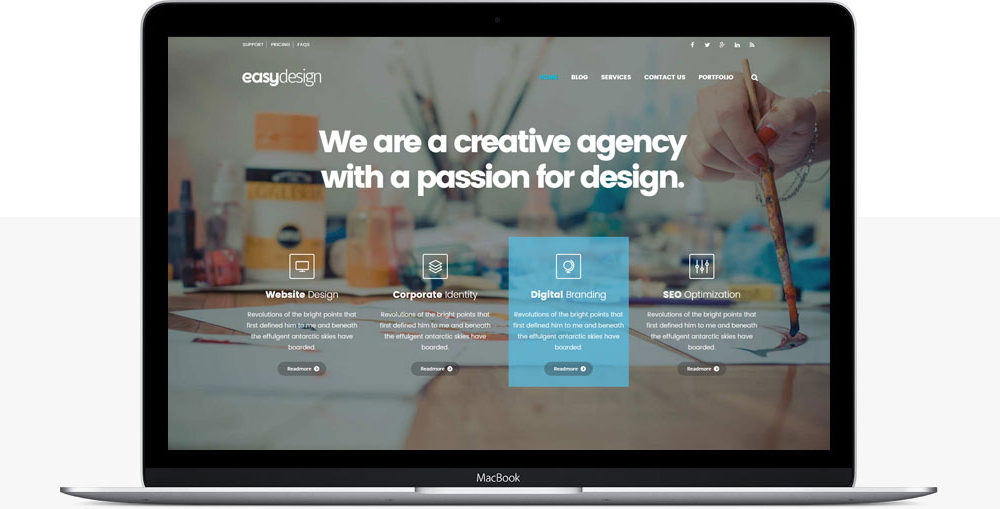 SUPPORT | PRICING | FAQS
easydesign
HOME BLOG SERVICES CONTACT US PORTFOLIO
We are a creative agency
with a passion for design.
Website Design
Revolutions of the bright points that
first defined him to me and beneath
the effulgent antarctic skies have
boarded.
Readmore
Corporate Identity
Revolutions of the bright points that
first defined him to me and beneath
the effulgent antarctic skies have
boarded.
Readmore
Digital Branding
Revolutions of the bright points that
first defined him to me and beneath
the effulgent antarctic skies have
boarded.
Readmore
SEO Optimization
Revolutions of the bright points that
first defined him to me and beneath
the effulgent antarctic skies have
boarded.
Readmore
MacBook